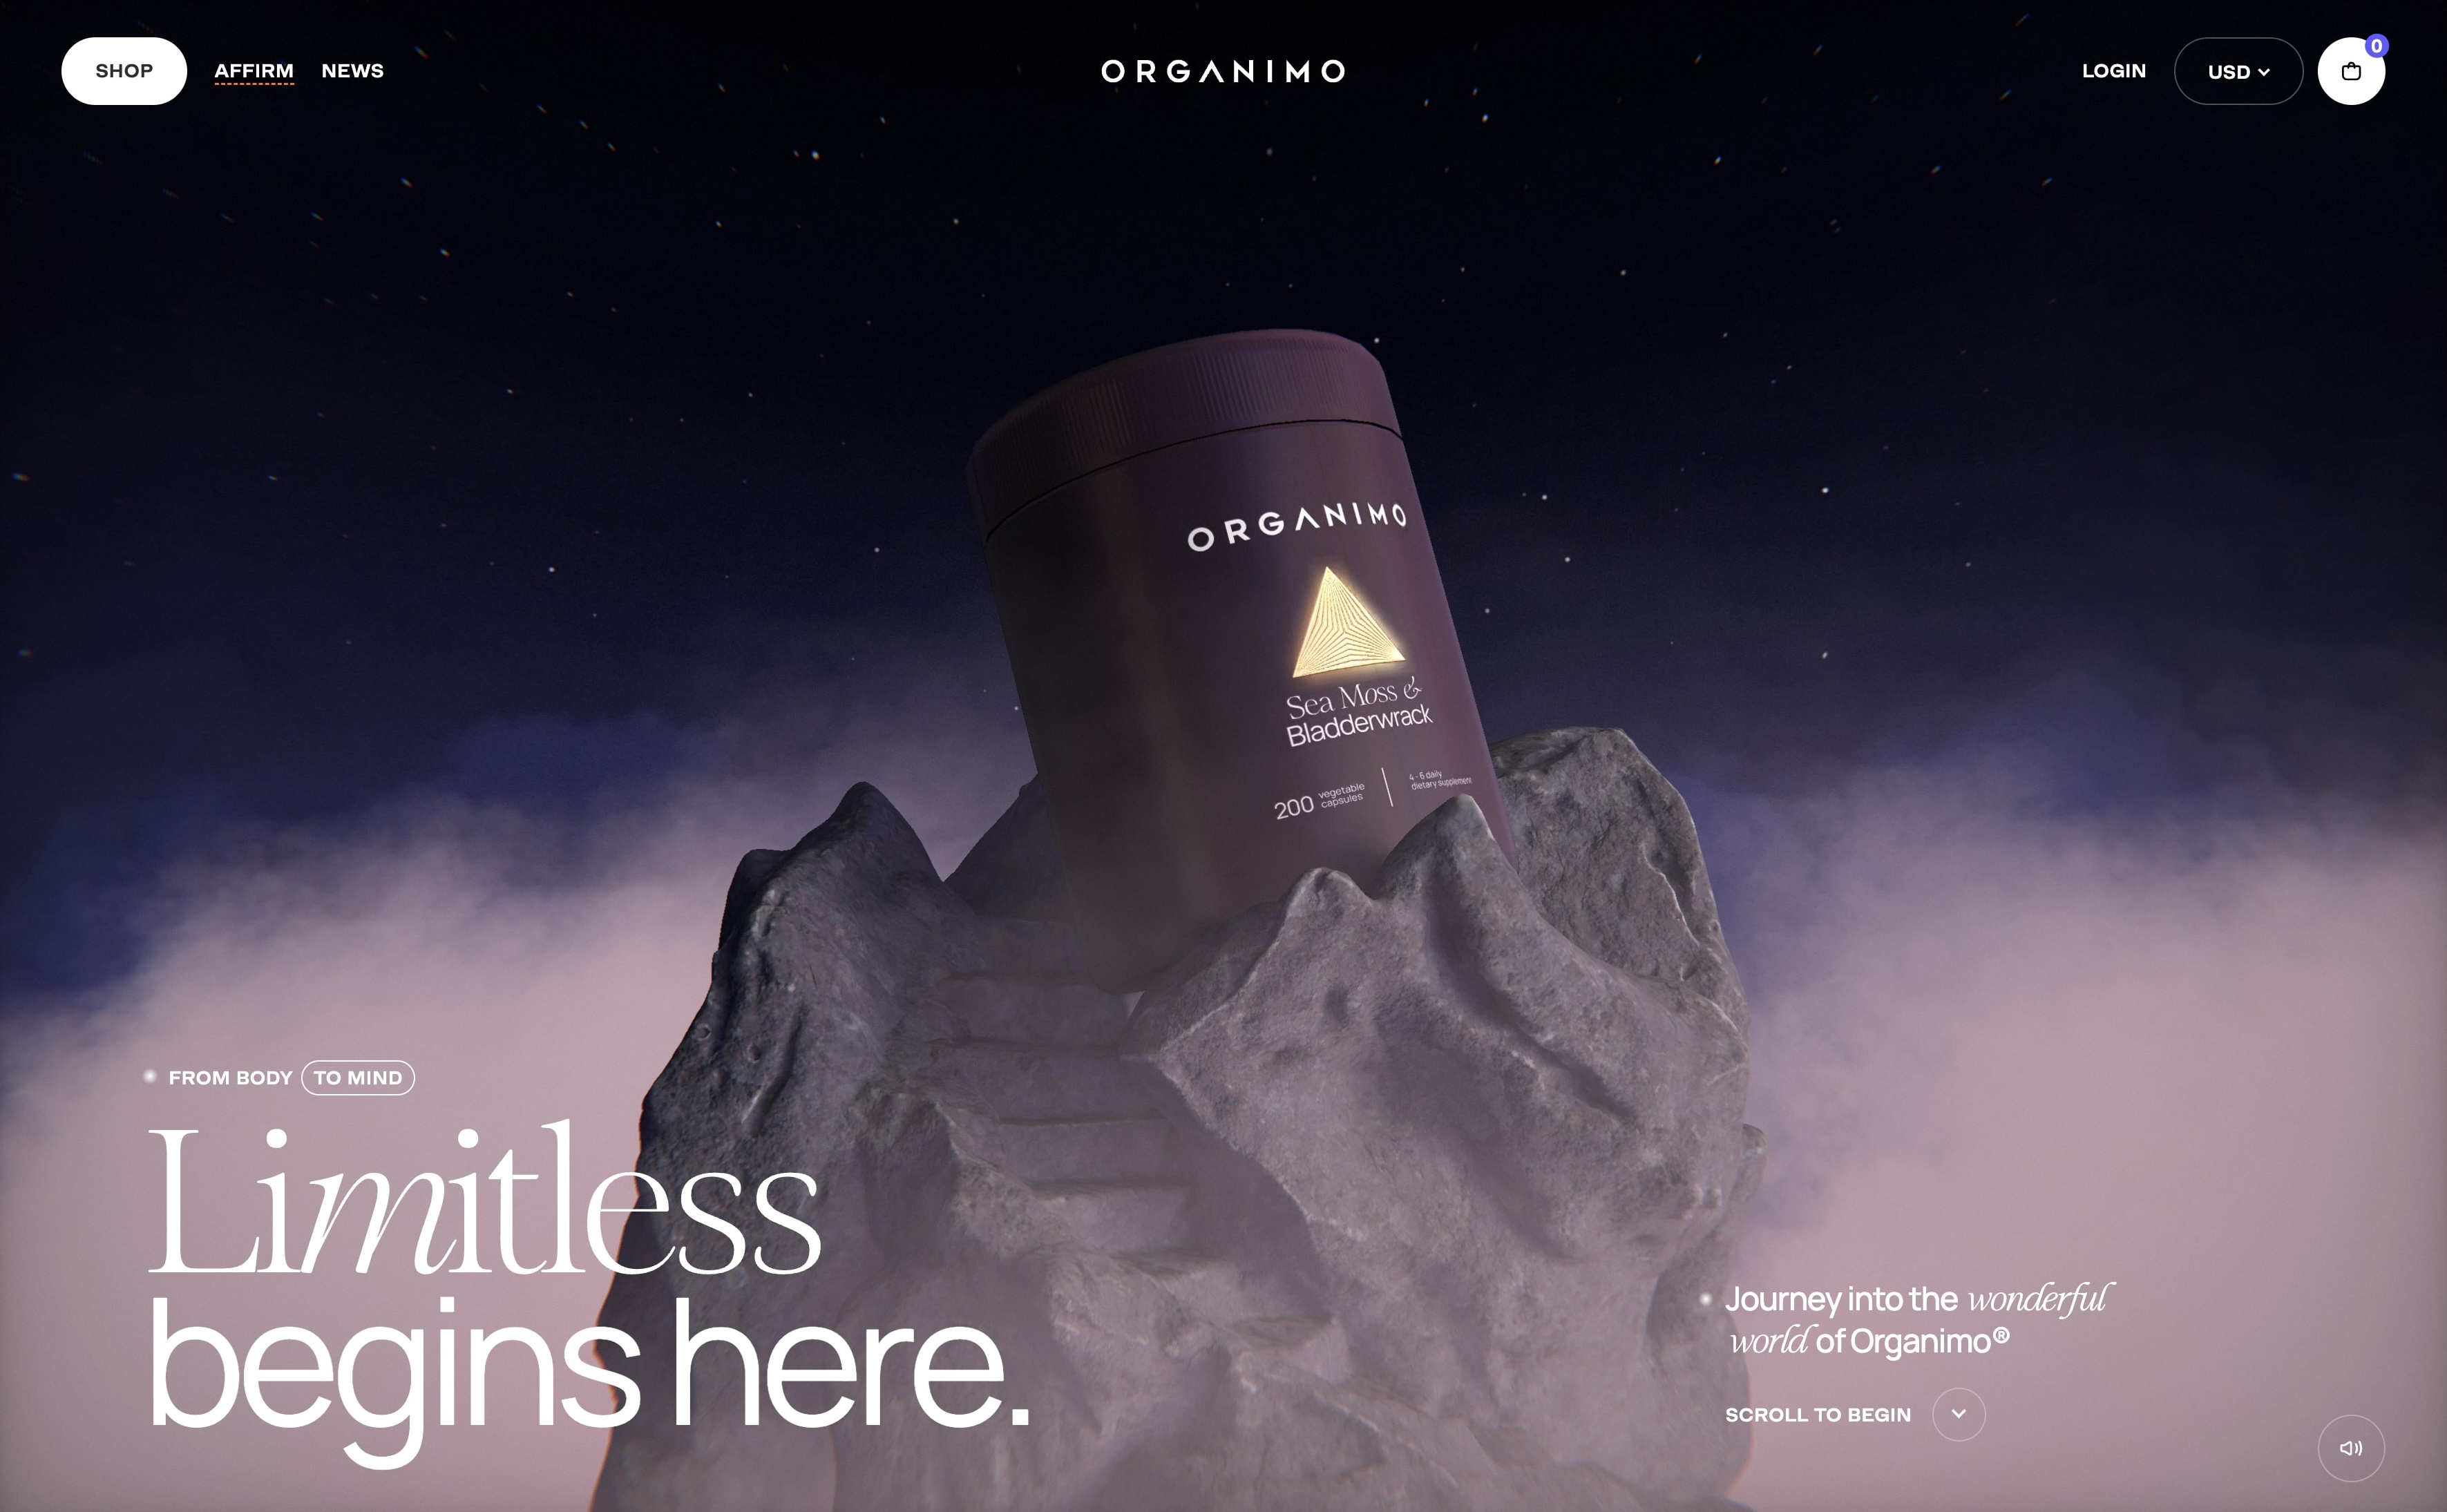 SHOP
AFFIRM
NEWS
ORGANIMO
LOGIN
USD
0
ORGANIMO
Sea Moss &
Bladderwrack
200 vegetable
capsules
4 - 6 daily
dietary supplement
FROM BODY TO MIND
Limitless
begins here.
Journey into the wonderful
world of Organimo®
SCROLL TO BEGIN